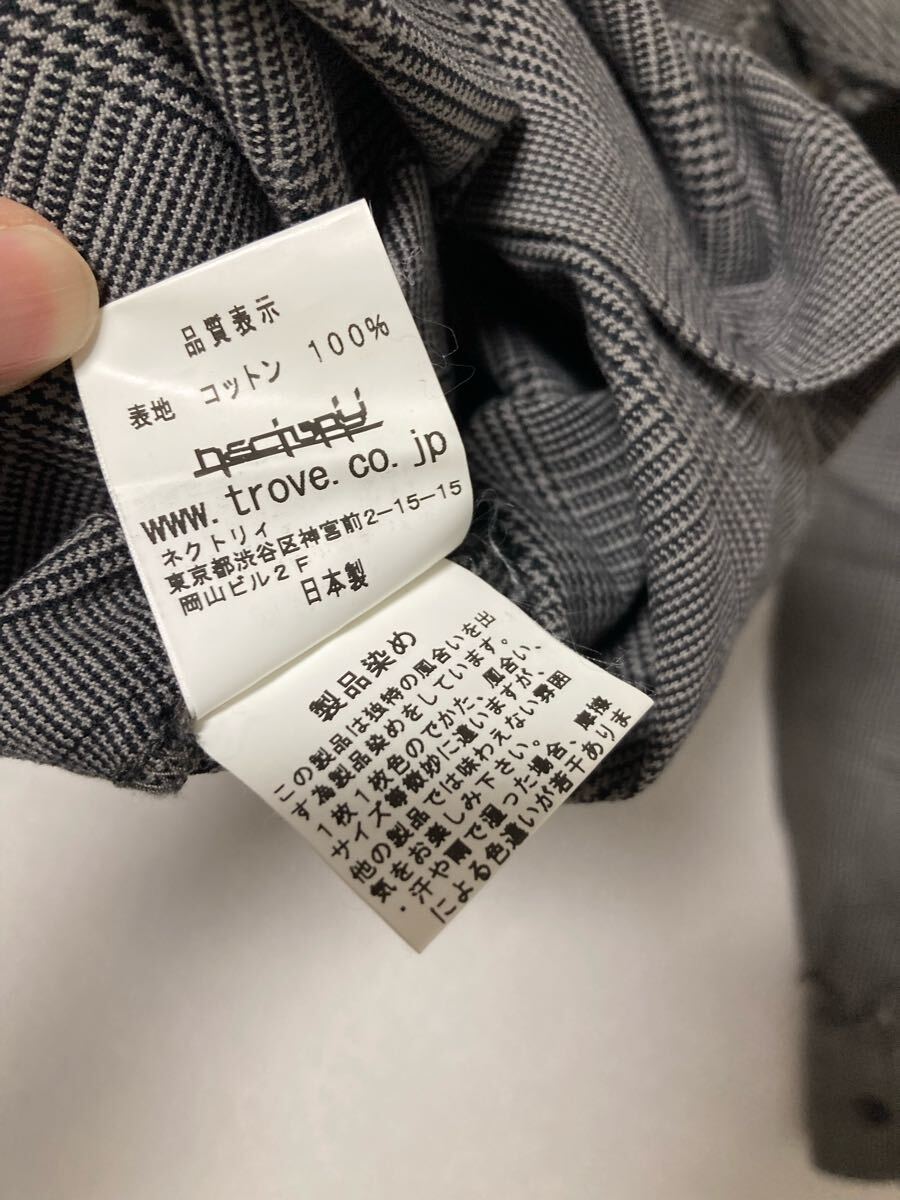 品質表示
表地 コットン 100%
www.trove.co.jp
ネクトリィ
東京都渋谷区神宮前2-15-15
岡山ビル2F
日本製
製品染め
この製品は独特の風合いを出
す為製品染めをしています。
1枚1枚色のでかた、風合い、
サイズ等微妙に違いますが、
他の製品では味わえない雰囲
気をお楽しみ下さい。
・汗や雨で湿った場合、摩擦
による色違いが若干ありま